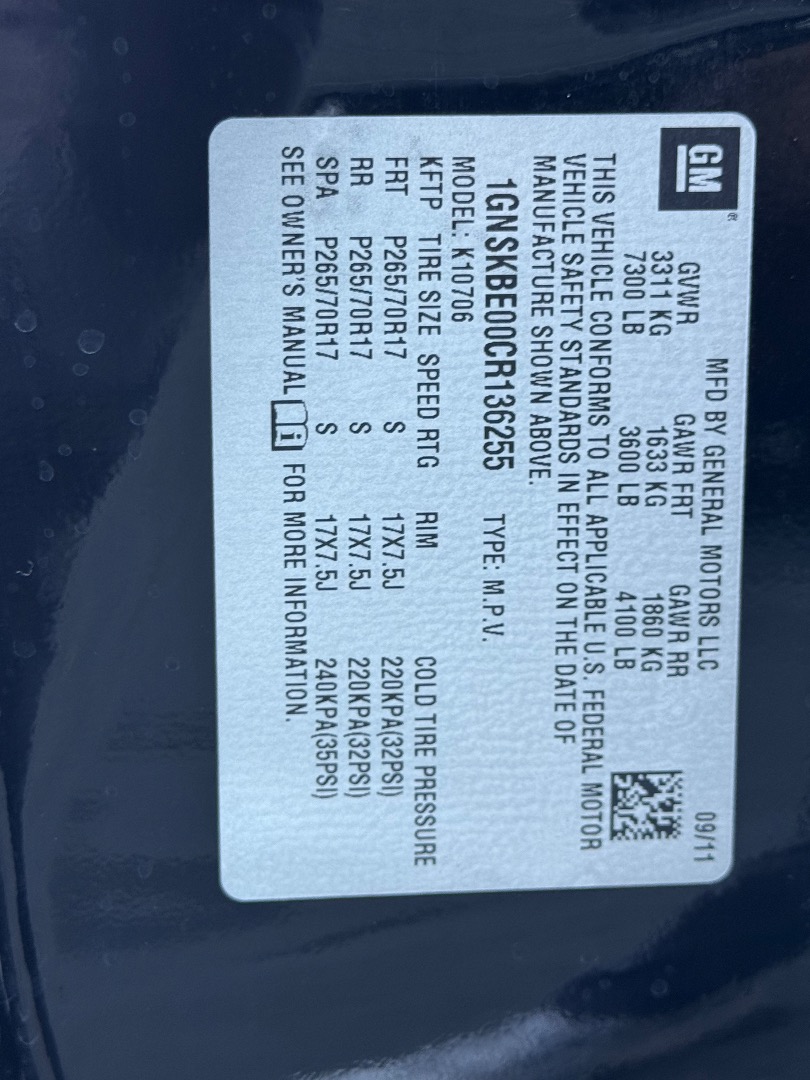 GM®
MFD BY GENERAL MOTORS LLC 09/11
GVWR GAWR FRT GAWR RR
3311 KG 1633 KG 1860 KG
7300 LB 3600 LB 4100 LB
THIS VEHICLE CONFORMS TO ALL APPLICABLE U.S. FEDERAL MOTOR
VEHICLE SAFETY STANDARDS IN EFFECT ON THE DATE OF
MANUFACTURE SHOWN ABOVE.
1GNSKBE00CR136255 TYPE: M.P.V.
MODEL: K10706
KFTP TIRE SIZE SPEED RTG RIM COLD TIRE PRESSURE
FRT P265/70R17 S 17X7.5J 220KPA(32PSI)
RR P265/70R17 S 17X7.5J 220KPA(32PSI)
SPA P265/70R17 S 17X7.5J 240KPA(35PSI)
SEE OWNER'S MANUAL i FOR MORE INFORMATION.